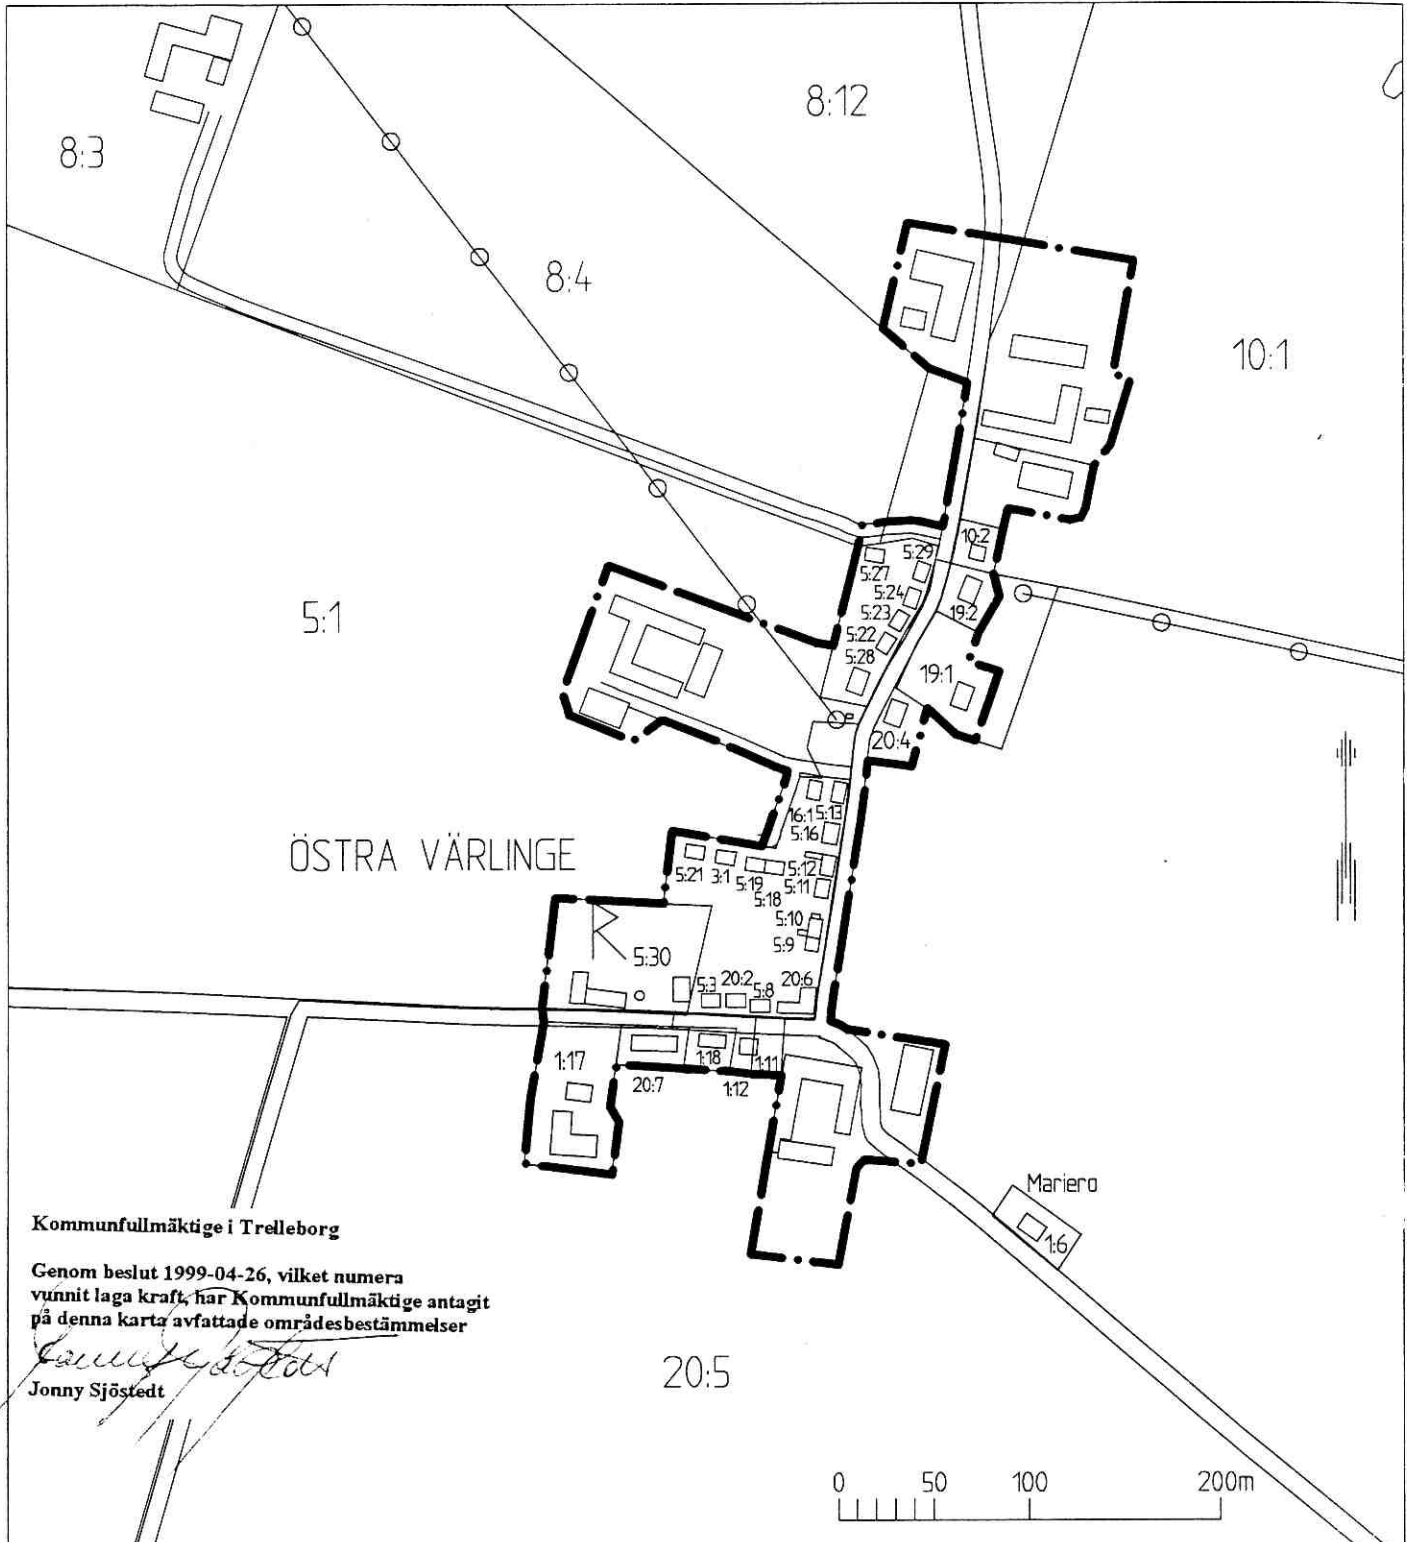 8:12
8:3
8:4
10:1
10:2
5:29
5:27
5:24
5:23
19:2
5:22
5:28
5:1
19:1
20:4
16:1 5:13
5:16
ÖSTRA VÄRLINGE
5:12
5:21 3:1 5:19 5:11
5:18
5:10
5:9
5:30
5:3 20:2 5:8 20:6
1:17 1:18 1:11
20:7 1:12
Mariero
1:6
Kommunfullmäktige i Trelleborg
Genom beslut 1999-04-26, vilket numera
vunnit laga kraft, har Kommunfullmäktige antagit
på denna karta avfattade områdesbestämmelser
Jonny Sjöstedt
20:5
0 50 100 200m